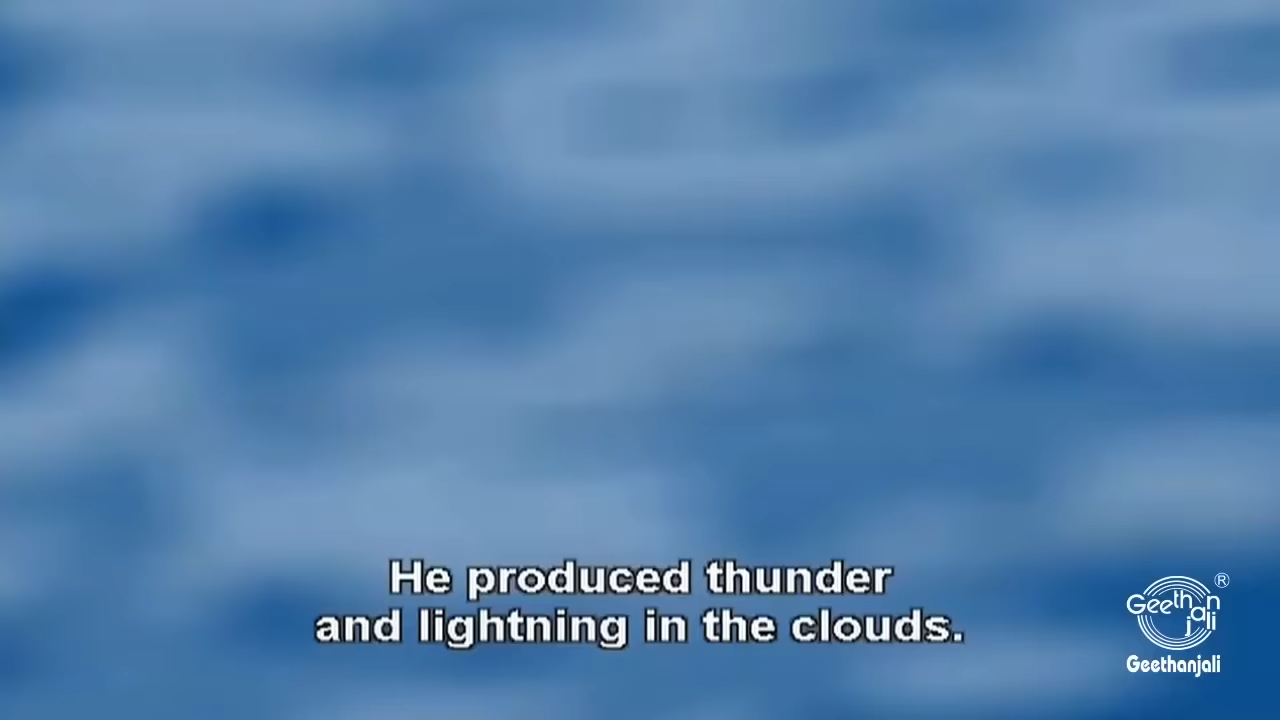 He produced thunder
and lightning in the clouds.
Geethanjali
®
Geethanjali